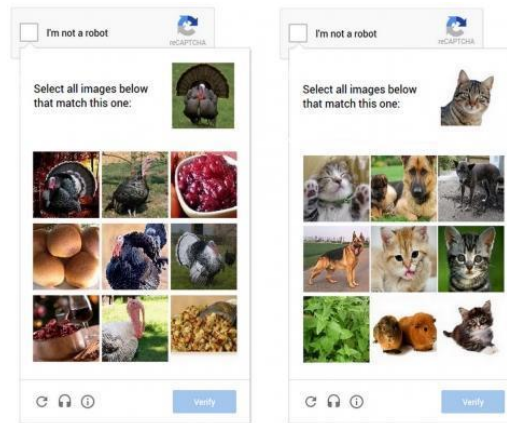 I'm not a robot
reCAPTCHA
Select all images below
that match this one:
Verify
I'm not a robot
reCAPTCHA
Select all images below
that match this one:
Verify